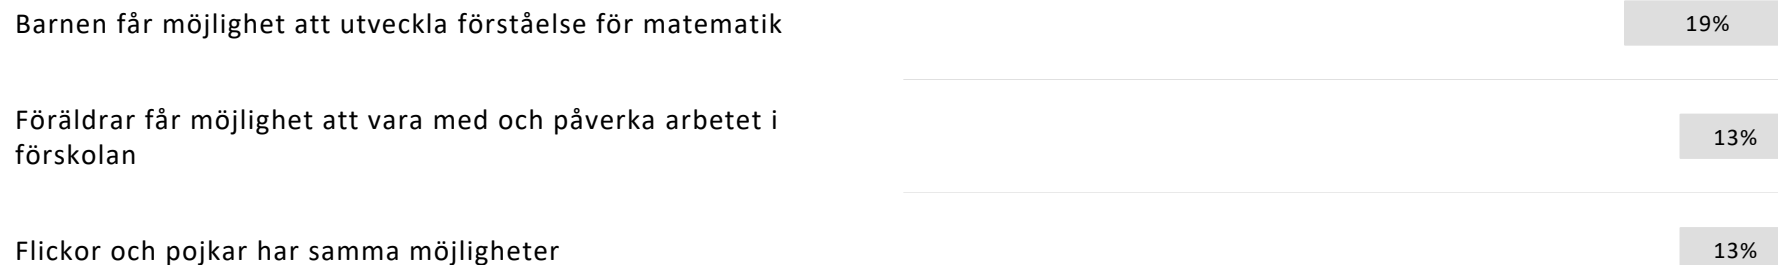 Barnen får möjlighet att utveckla förståelse för matematik 19%
Föräldrar får möjlighet att vara med och påverka arbetet i
förskolan
13%
Flickor och pojkar har samma möjligheter 13%